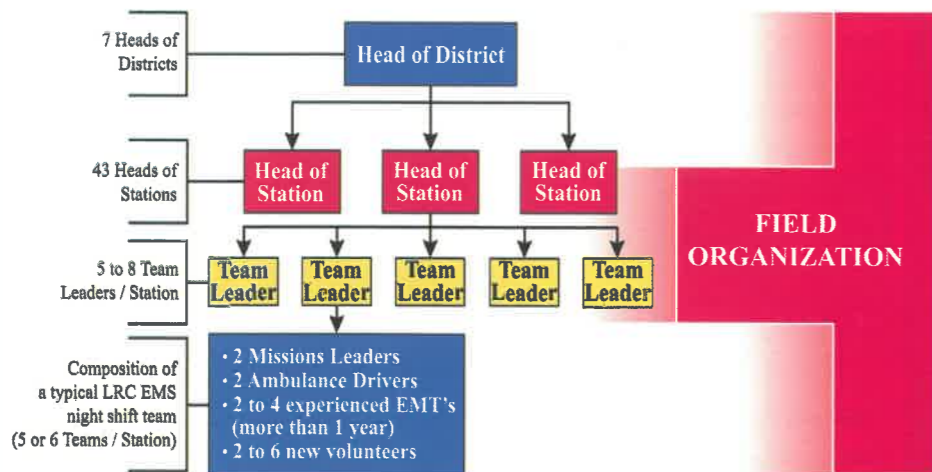 7 Heads of
Districts
Head of District
43 Heads of
Stations
Head of
Station
Head of
Station
Head of
Station
FIELD
ORGANIZATION
5 to 8 Team
Leaders / Station
Team
Leader
Team
Leader
Team
Leader
Team
Leader
Team
Leader
Composition of
a typical LRC EMS
night shift team
(5 or 6 Teams / Station)
· 2 Missions Leaders
· 2 Ambulance Drivers
· 2 to 4 experienced EMT's
(more than 1 year)
· 2 to 6 new volunteers